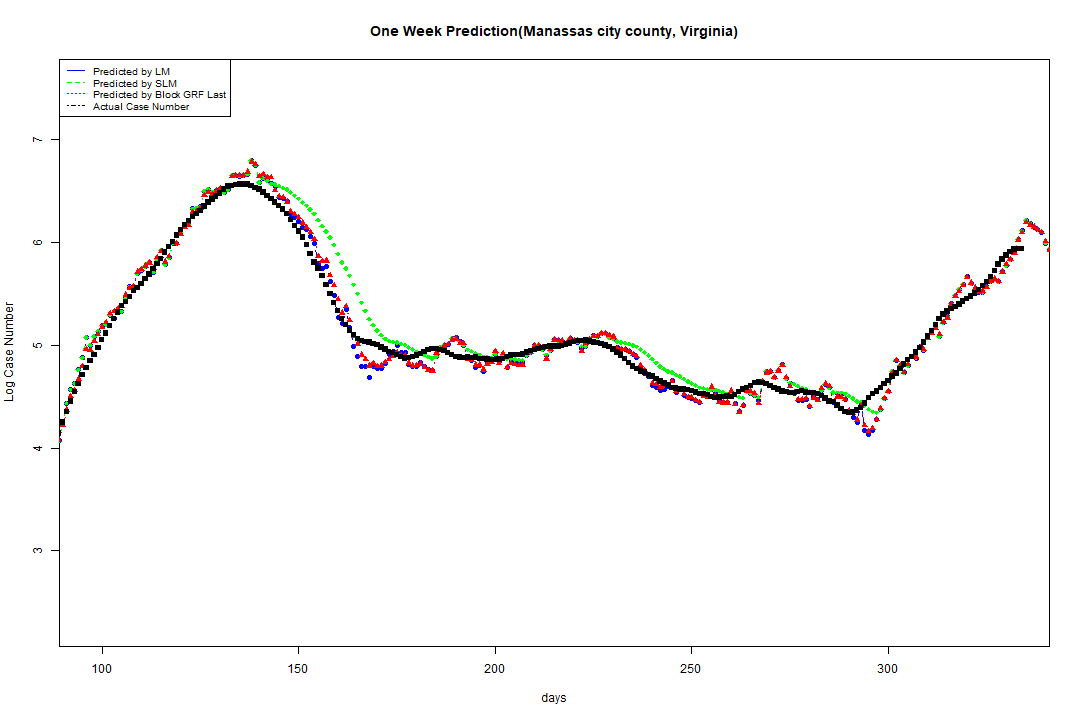 One Week Prediction(Manassas city county, Virginia)
Predicted by LM
Predicted by SLM
Predicted by Block GRF Last
Actual Case Number
7
6
5
4
3
Log Case Number
100 150 200 250 300
days